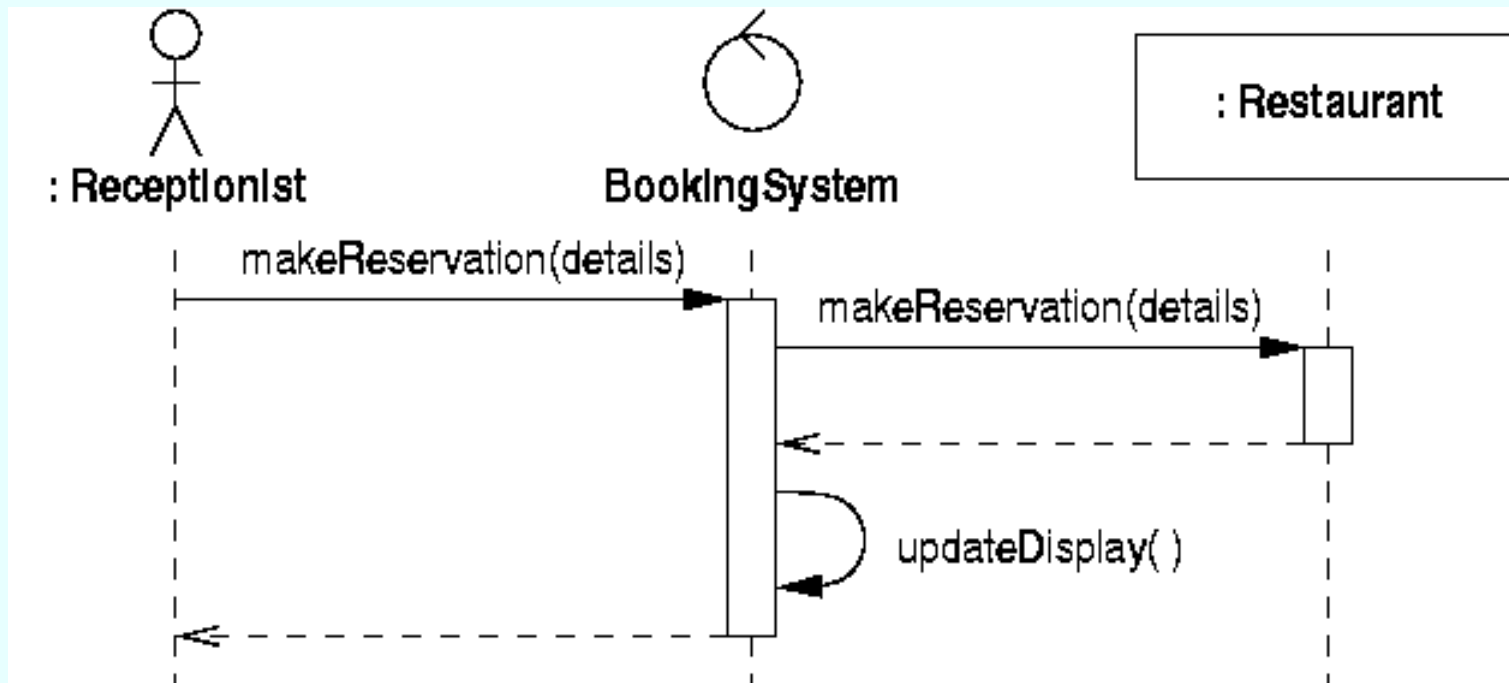 : Restaurant
: Receptionist
BookingSystem
makeReservation(details)
makeReservation(details)
updateDisplay( )